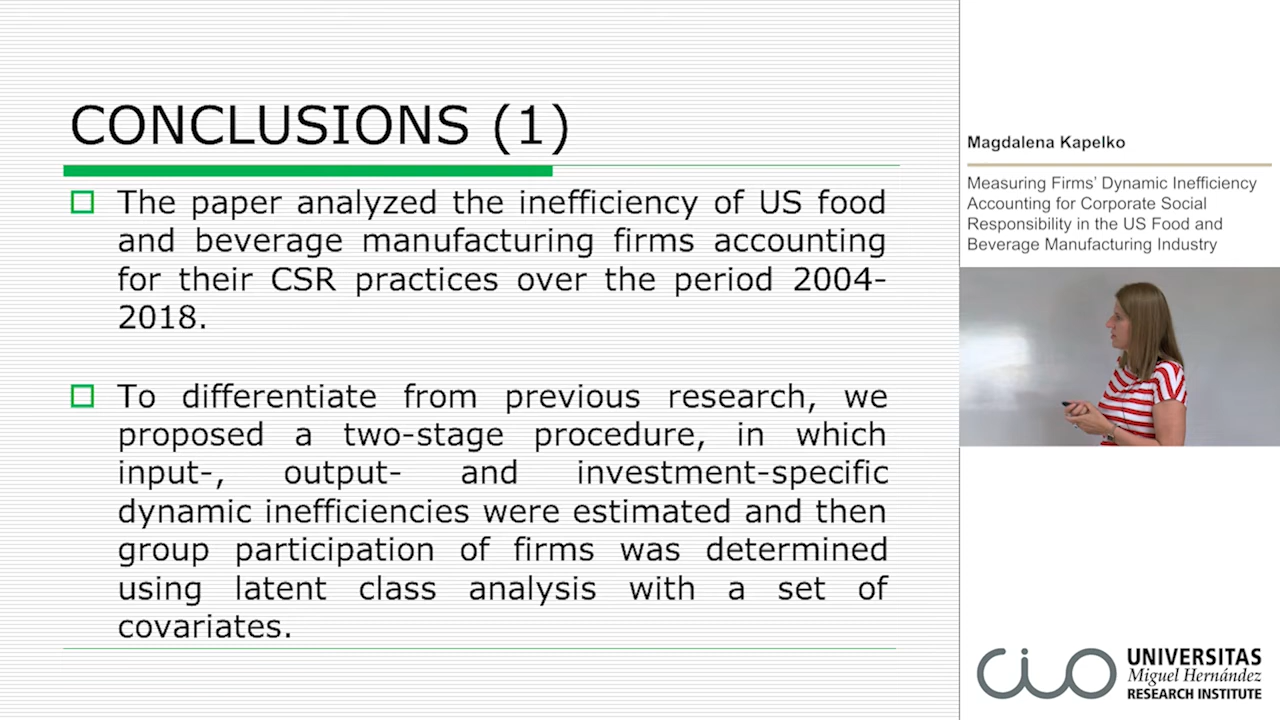 CONCLUSIONS (1)
The paper analyzed the inefficiency of US food
and beverage manufacturing firms accounting
for their CSR practices over the period 2004-
2018.
To differentiate from previous research, we
proposed a two-stage procedure, in which
input-, output- and investment-specific
dynamic inefficiencies were estimated and then
group participation of firms was determined
using latent class analysis with a set of
covariates.
Magdalena Kapelko
Measuring Firms' Dynamic Inefficiency
Accounting for Corporate Social
Responsibility in the US Food and
Beverage Manufacturing Industry
cio
UNIVERSITAS
Miguel Hernández
RESEARCH INSTITUTE